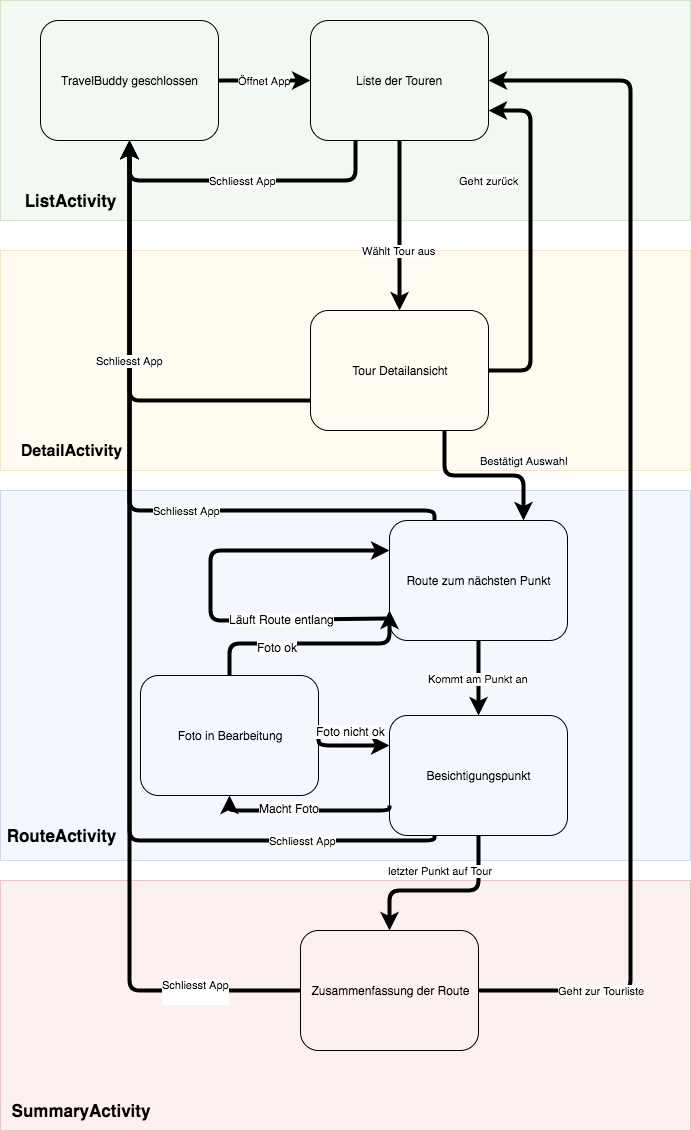 TravelBuddy geschlossen
Öffnet App
Liste der Touren
Schliesst App
Geht zurück
ListActivity
Wählt Tour aus
Schliesst App
Tour Detailansicht
DetailActivity
Bestätigt Auswahl
Schliesst App
Route zum nächsten Punkt
Läuft Route entlang
Foto ok
Kommt am Punkt an
Foto in Bearbeitung
Foto nicht ok
Besichtigungspunkt
Macht Foto
RouteActivity
Schliesst App
letzter Punkt auf Tour
Schliesst App
Zusammenfassung der Route
Geht zur Tourliste
SummaryActivity